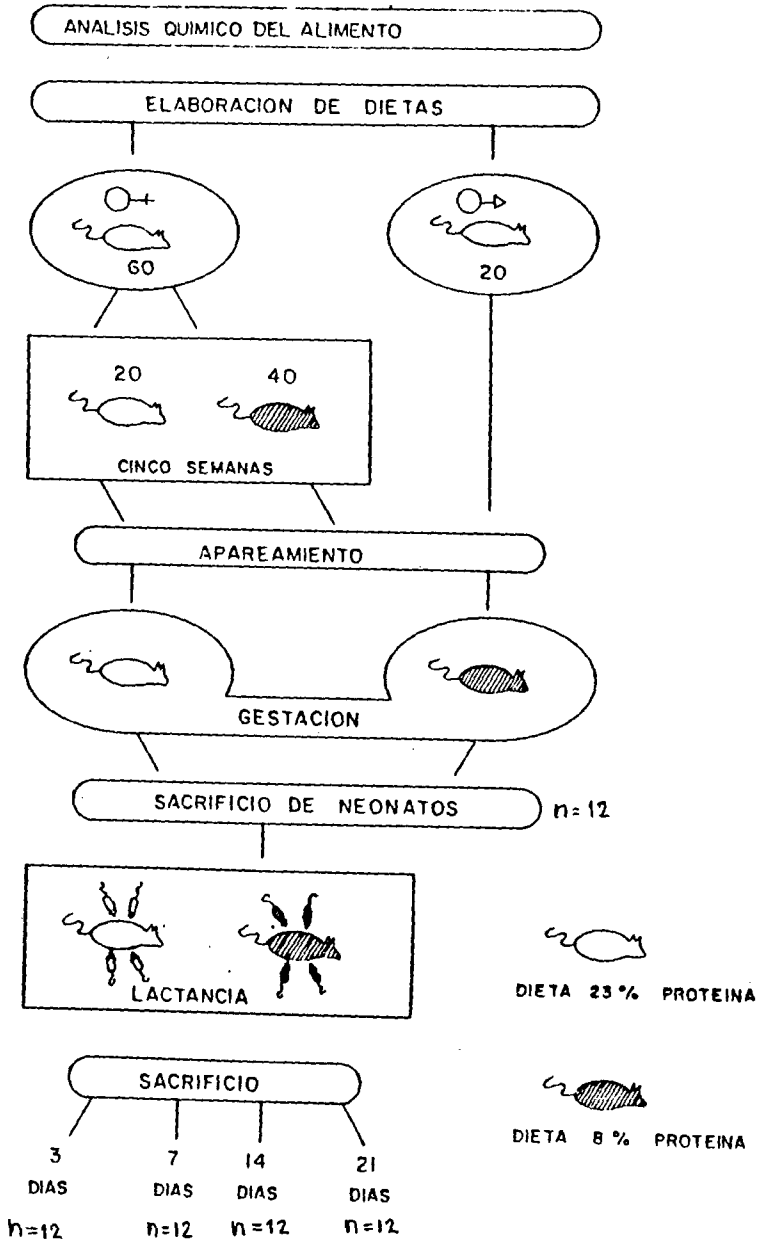 ANALISIS QUIMICO DEL ALIMENTO
ELABORACION DE DIETAS
60
20
20
40
CINCO SEMANAS
APAREAMIENTO
GESTACION
SACRIFICIO DE NEONATOS
n=12
LACTANCIA
DIETA 23% PROTEINA
SACRIFICIO
DIETA 8% PROTEINA
3
7
14
21
DIAS
DIAS
DIAS
DIAS
n=12
n=12
n=12
n=12